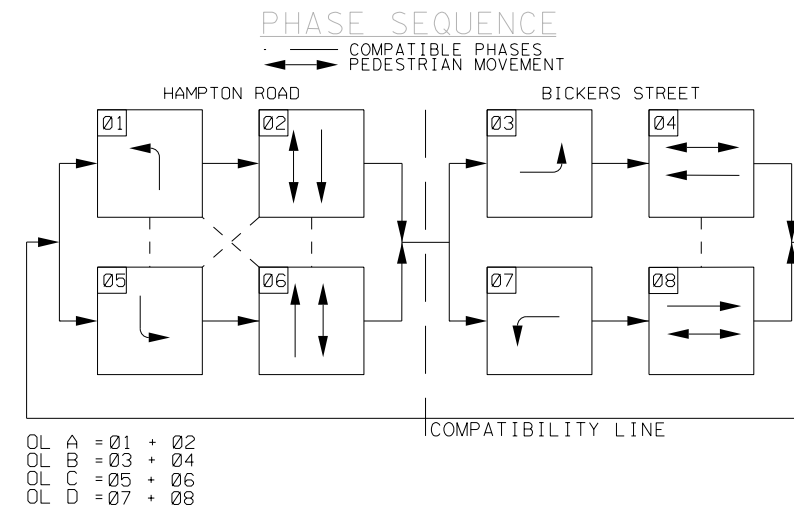 PHASE SEQUENCE
COMPATIBLE PHASES
PEDESTRIAN MOVEMENT
HAMPTON ROAD
BICKERS STREET
Ø1
Ø2
Ø3
Ø4
Ø5
Ø6
Ø7
Ø8
COMPATIBILITY LINE
OL A =Ø1 + Ø2
OL B =Ø3 + Ø4
OL C =Ø5 + Ø6
OL D =Ø7 + Ø8